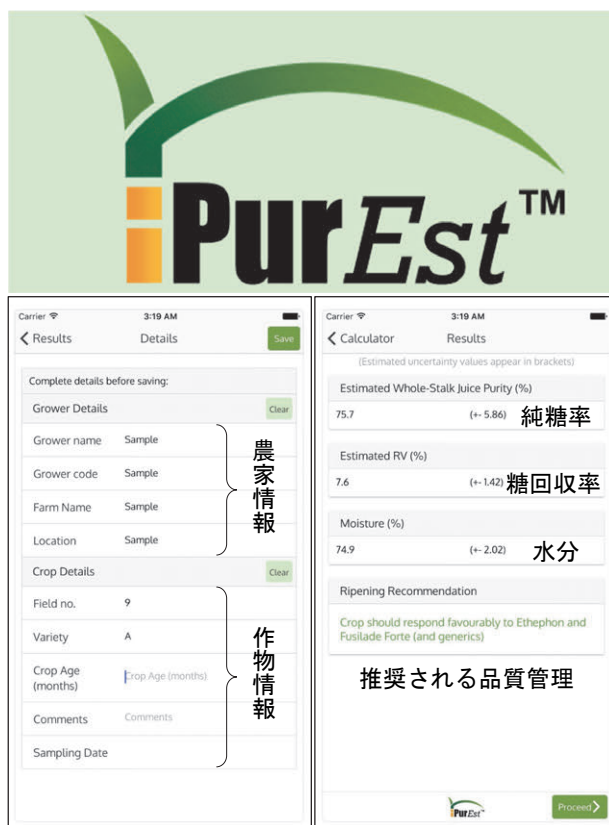 iPurEst™
Carrier 3:19 AM
Results Details Save
Complete details before saving:
Grower Details Clear
Grower name Sample
Grower code Sample
Farm Name Sample
Location Sample
農家情報
Crop Details Clear
Field no. 9
Variety A
Crop Age (months) Crop Age (months)
Comments Comments
Sampling Date
作物情報
Carrier 3:19 AM
Calculator Results
(Estimated uncertainty values appear in brackets)
Estimated Whole-Stalk Juice Purity (%)
75.7 (+- 5.86) 純糖率
Estimated RV (%)
7.6 (+- 1.42) 糖回収率
Moisture (%)
74.9 (+- 2.02) 水分
Ripening Recommendation
Crop should respond favourably to Ethephon and
Fusilade Forte (and generics)
推奨される品質管理
iPurEst™ Proceed